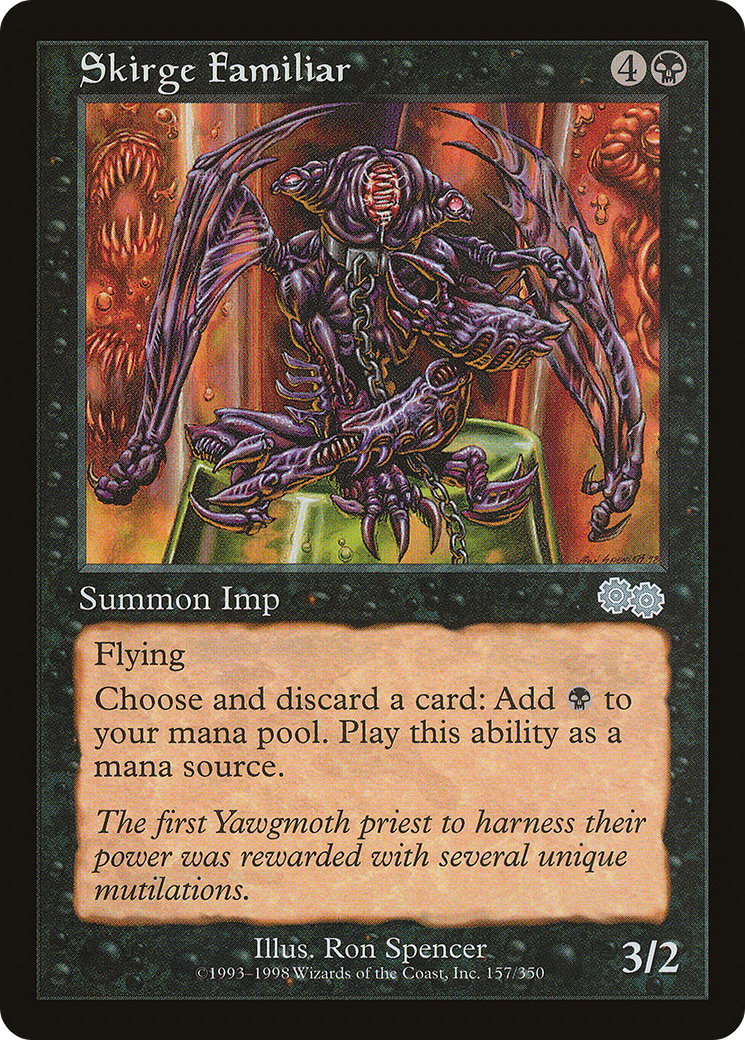 Skirge Familiar
4
Summon Imp
Flying
Choose and discard a card: Add to
your mana pool. Play this ability as a
mana source.
The first Yawgmoth priest to harness their
power was rewarded with several unique
mutilations.
Illus. Ron Spencer
©1993–1998 Wizards of the Coast, Inc. 157/350
3/2